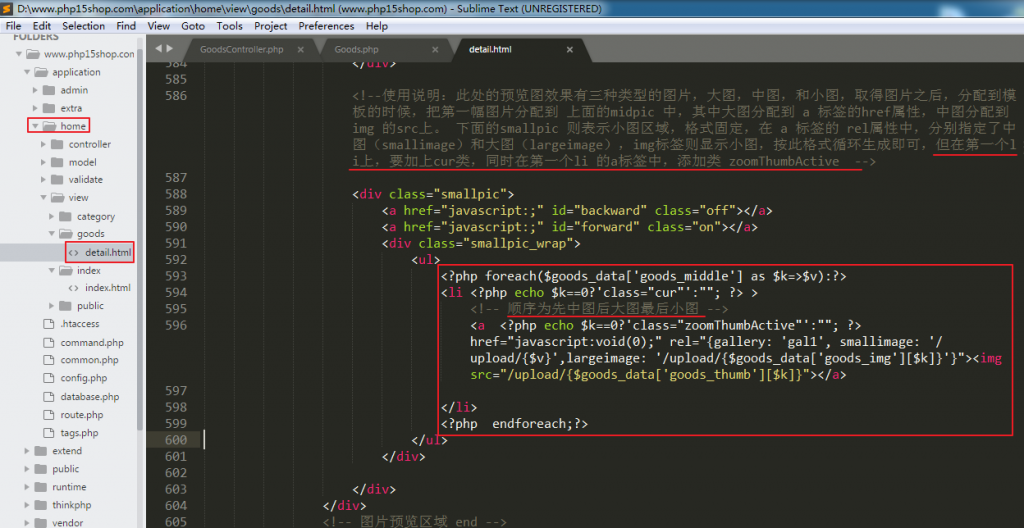 D:\www.php15shop.com\application\home\view\goods\detail.html (www.php15shop.com) - Sublime Text (UNREGISTERED)
File Edit Selection Find View Goto Tools Project Preferences Help
FOLDERS
www.php15shop.com
application
admin
extra
home
controller
model
validate
view
category
goods
detail.html
index
index.html
public
.htaccess
command.php
common.php
config.php
database.php
route.php
tags.php
extend
public
runtime
thinkphp
vendor
GoodsController.php × Goods.php × detail.html ×
584 </div>
585
586 <!--使用说明：此处的预览图效果有三种类型的图片，大图，中图，和小图，取得图片之后，分配到模
板的时候，把第一幅图片分配到 上面的midpic 中，其中大图分配到 a 标签的href属性，中图分配到
img 的src上。 下面的smallpic 则表示小图区域，格式固定，在 a 标签的 rel属性中，分别指定了中
图（smallimage）和大图（largeimage），img标签则显示小图，按此格式循环生成即可，但在第一个l
i上，要加上cur类，同时在第一个li 的a标签中，添加类 zoomThumbActive -->
587
588 <div class="smallpic">
589 <a href="javascript:;" id="backward" class="off"></a>
590 <a href="javascript:;" id="forward" class="on"></a>
591 <div class="smallpic_wrap">
592 <ul>
593 <?php foreach($goods_data['goods_middle'] as $k=>$v):?>
594 <li <?php echo $k==0?'class="cur"':""; ?> >
595 <!-- 顺序为先中图后大图最后小图 -->
596 <a <?php echo $k==0?'class="zoomThumbActive"':""; ?>
href="javascript:void(0);" rel="{gallery: 'gal1', smallimage: '/
upload/{$v}',largeimage: '/upload/{$goods_data['goods_img'][$k]}'}"><img
src="/upload/{$goods_data['goods_thumb'][$k]}"></a>
597
598 </li>
599 <?php endforeach;?>
600 </ul>
601 </div>
602
603 </div>
604 </div>
605 <!-- 图片预览区域 end -->